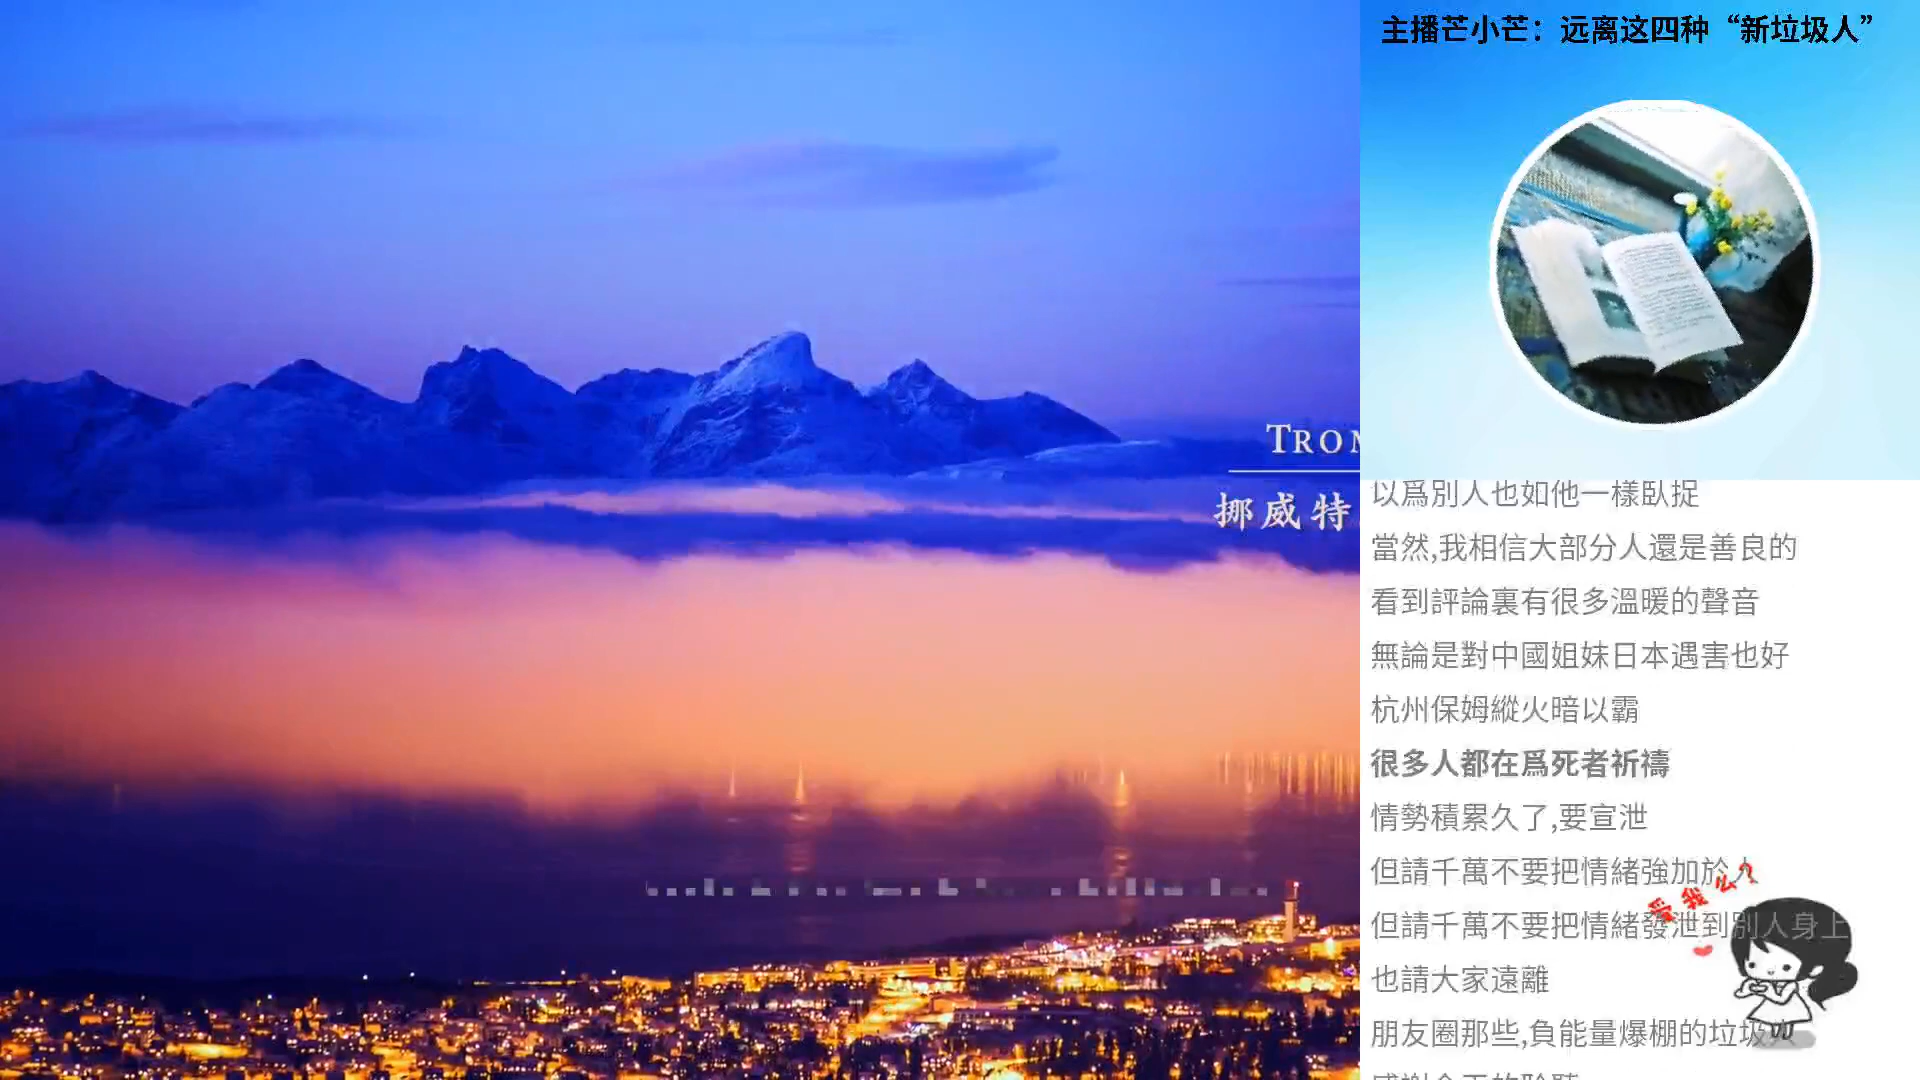 主播芒小芒：远离这四种“新垃圾人”
TRON
挪威特
以爲別人也如他一樣臥捉
當然,我相信大部分人還是善良的
看到評論裏有很多溫暖的聲音
無論是對中國姐妹日本遇害也好
杭州保姆縱火暗以霸
很多人都在爲死者祈禱
情勢積累久了,要宣泄
但請千萬不要把情緒強加於人
愛我么?
但請千萬不要把情緒發泄到別人身上
也請大家遠離
朋友圈那些,負能量爆棚的垃圾人